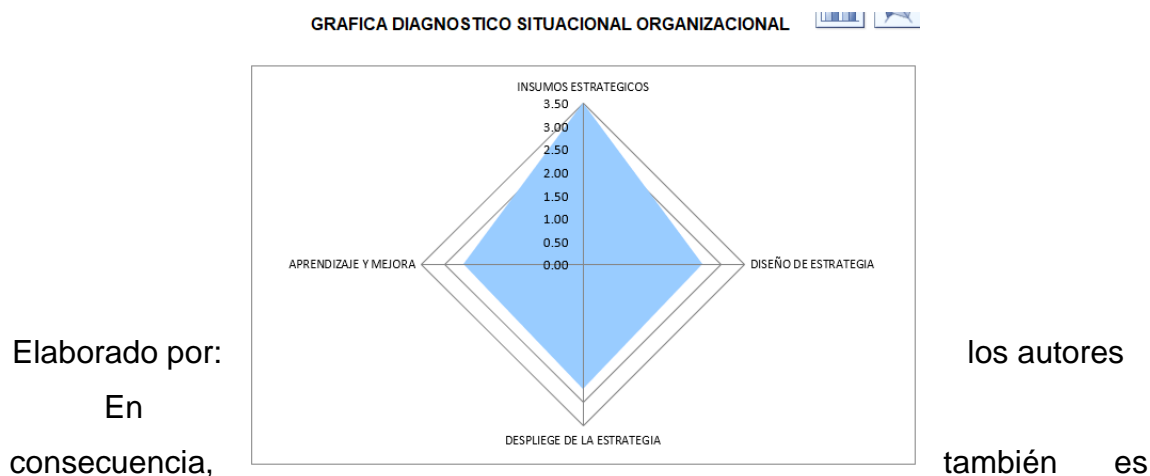 GRAFICA DIAGNOSTICO SITUACIONAL ORGANIZACIONAL
INSUMOS ESTRATEGICOS
3.50
3.00
2.50
2.00
1.50
1.00
0.50
0.00
APRENDIZAJE Y MEJORA
DISEÑO DE ESTRATEGIA
DESPLIEGE DE LA ESTRATEGIA
Elaborado por: los autores
En
consecuencia, también es